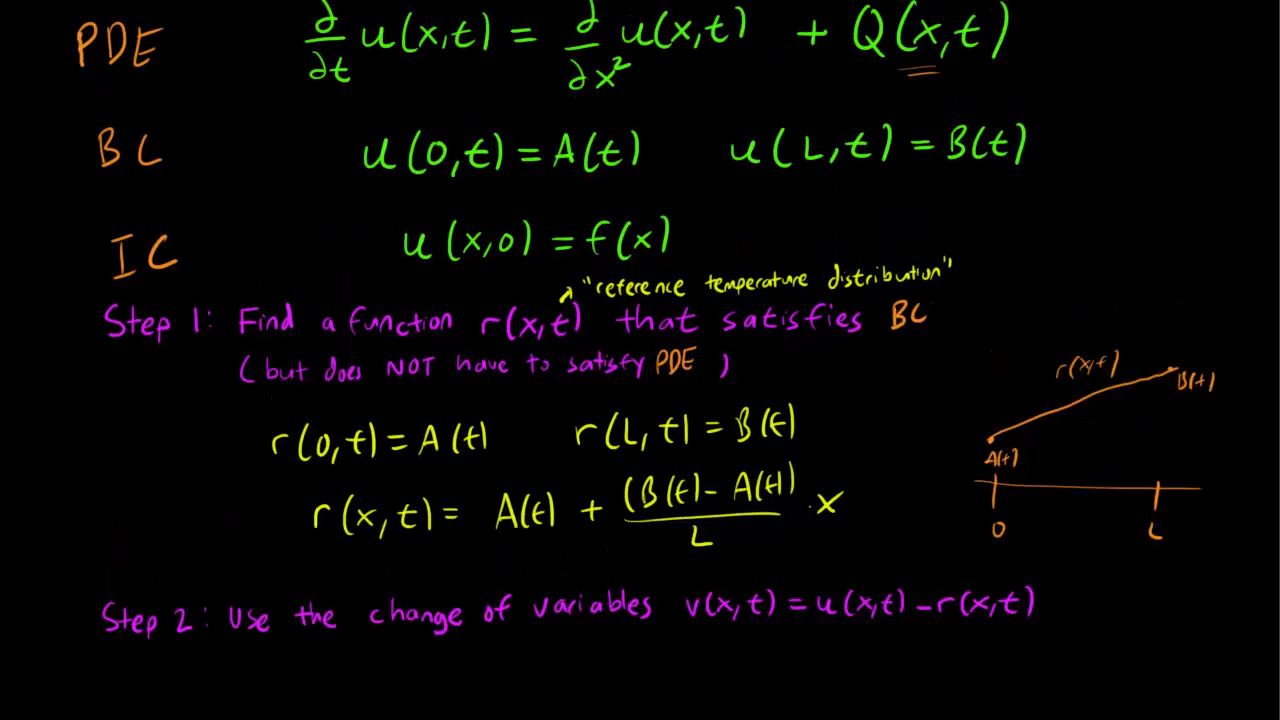 PDE ∂/∂t u(x,t) = ∂/∂x² u(x,t) + Q(x,t)
BC u(0,t) = A(t) u(L,t) = B(t)
IC u(x,0) = f(x)
"reference temperature distribution"
Step 1: Find a function r(x,t) that satisfies BC
(but does NOT have to satisfy PDE)
r(0,t) = A(t) r(L,t) = B(t)
r(x,t) = A(t) + (B(t) - A(t))/L · x
r(x,t)
B(t)
A(t)
0 L
Step 2: Use the change of variables v(x,t) = u(x,t) - r(x,t)